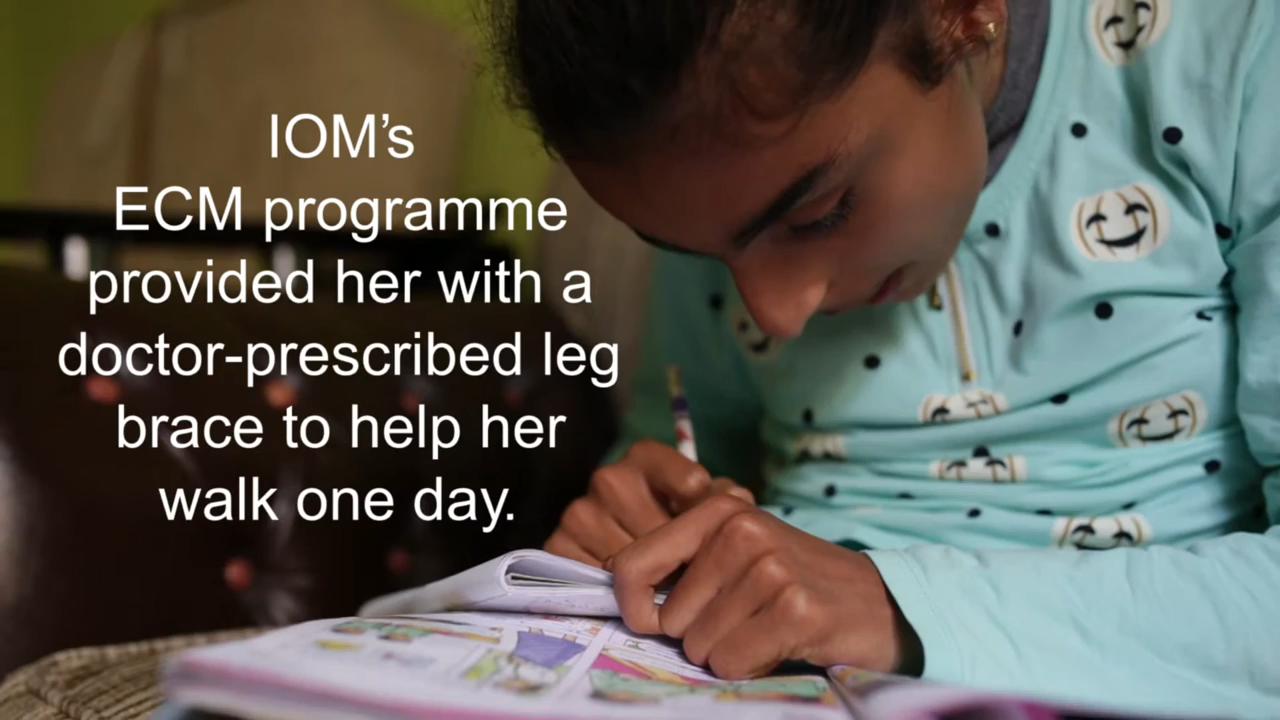 IOM’s
ECM programme
provided her with a
doctor-prescribed leg
brace to help her
walk one day.